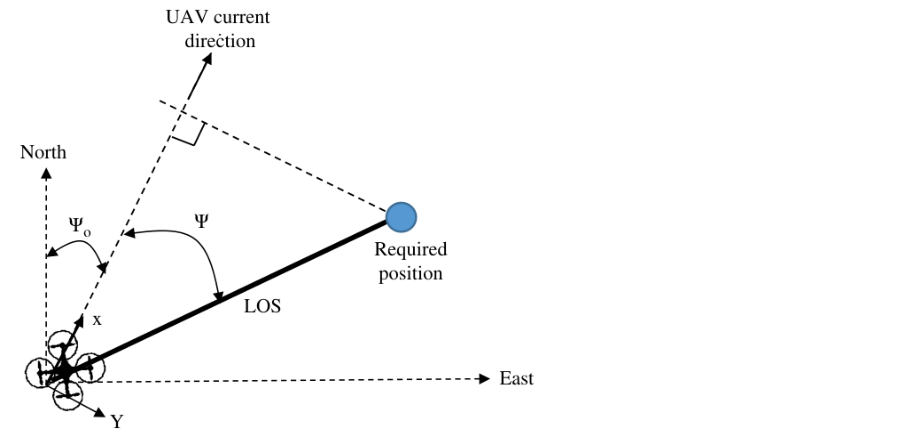 UAV current
direction
North
Ψo
Ψ
Required
position
LOS
x
East
Y